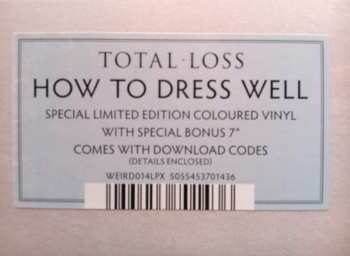 TOTAL·LOSS
HOW TO DRESS WELL
SPECIAL LIMITED EDITION COLOURED VINYL
WITH SPECIAL BONUS 7"
COMES WITH DOWNLOAD CODES
(DETAILS ENCLOSED)
WEIRD014LPX 5055453701436